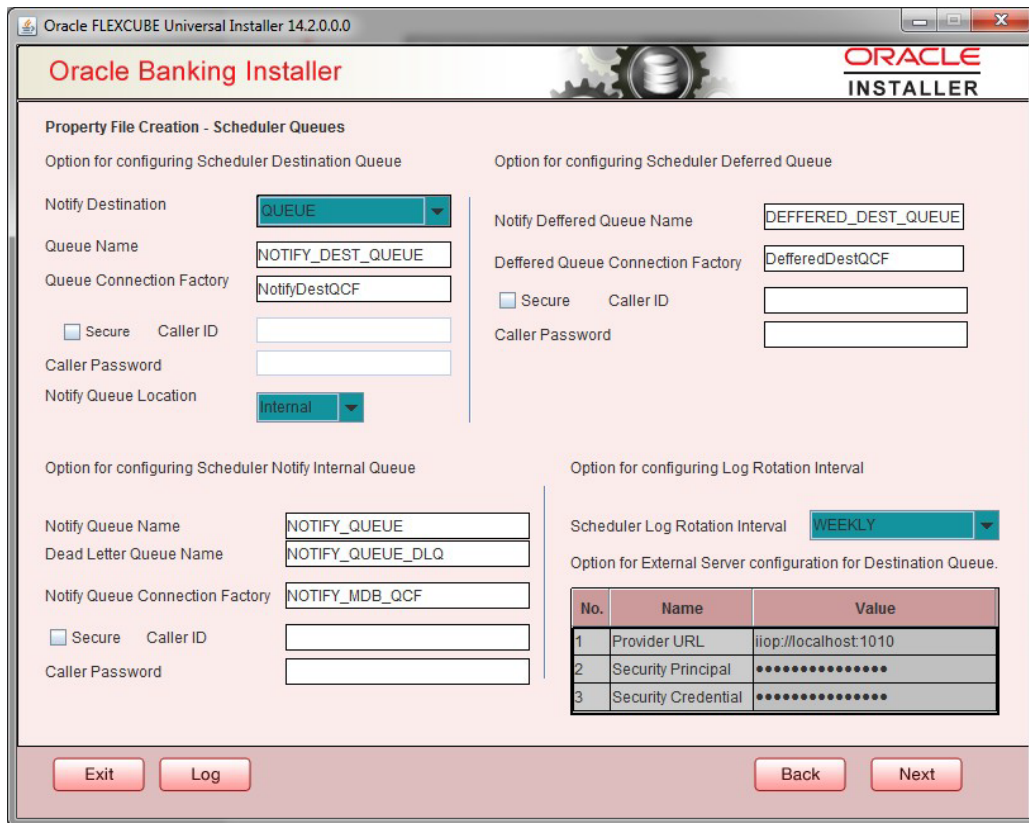 Oracle FLEXCUBE Universal Installer 14.2.0.0.0
Oracle Banking Installer
ORACLE
INSTALLER
Property File Creation - Scheduler Queues
Option for configuring Scheduler Destination Queue
Notify Destination QUEUE
Queue Name NOTIFY_DEST_QUEUE
Queue Connection Factory NotifyDestQCF
Secure Caller ID
Caller Password
Notify Queue Location Internal
Option for configuring Scheduler Deferred Queue
Notify Deffered Queue Name DEFFERED_DEST_QUEUE
Deffered Queue Connection Factory DefferedDestQCF
Secure Caller ID
Caller Password
Option for configuring Scheduler Notify Internal Queue
Notify Queue Name NOTIFY_QUEUE
Dead Letter Queue Name NOTIFY_QUEUE_DLQ
Notify Queue Connection Factory NOTIFY_MDB_QCF
Secure Caller ID
Caller Password
Option for configuring Log Rotation Interval
Scheduler Log Rotation Interval WEEKLY
Option for External Server configuration for Destination Queue.
No. Name Value
1 Provider URL iiop://localhost:1010
2 Security Principal •••••••••••••••
3 Security Credential •••••••••••••••
Exit Log Back Next